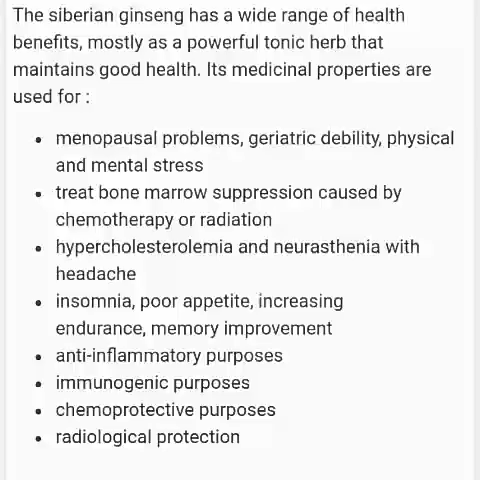 The siberian ginseng has a wide range of health
benefits, mostly as a powerful tonic herb that
maintains good health. Its medicinal properties are
used for :
• menopausal problems, geriatric debility, physical
and mental stress
• treat bone marrow suppression caused by
chemotherapy or radiation
• hypercholesterolemia and neurasthenia with
headache
• insomnia, poor appetite, increasing
endurance, memory improvement
• anti-inflammatory purposes
• immunogenic purposes
• chemoprotective purposes
• radiological protection